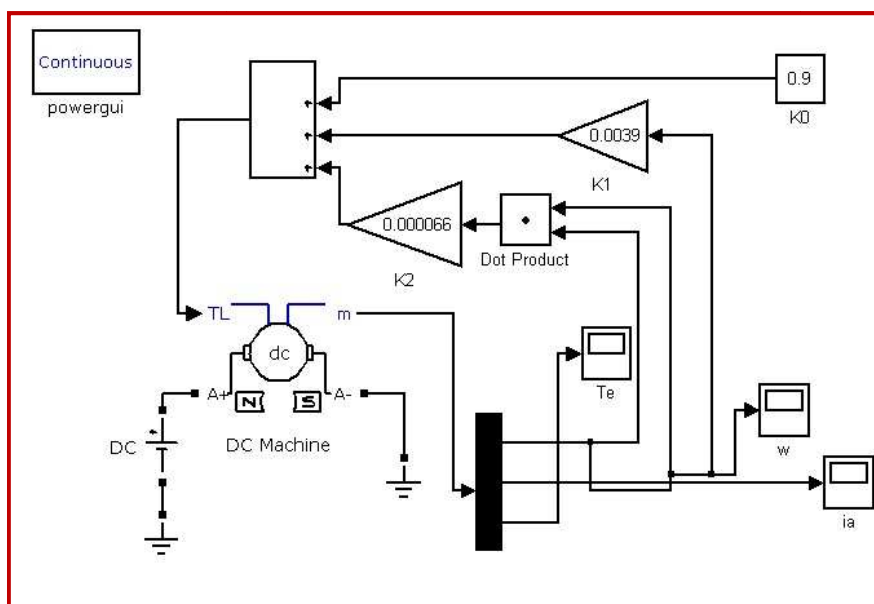 Continuous
powergui
0.9
K0
0.0039
K1
0.000066
K2
Dot Product
TL
m
dc
A+
N
S
A-
DC
DC Machine
Te
w
ia